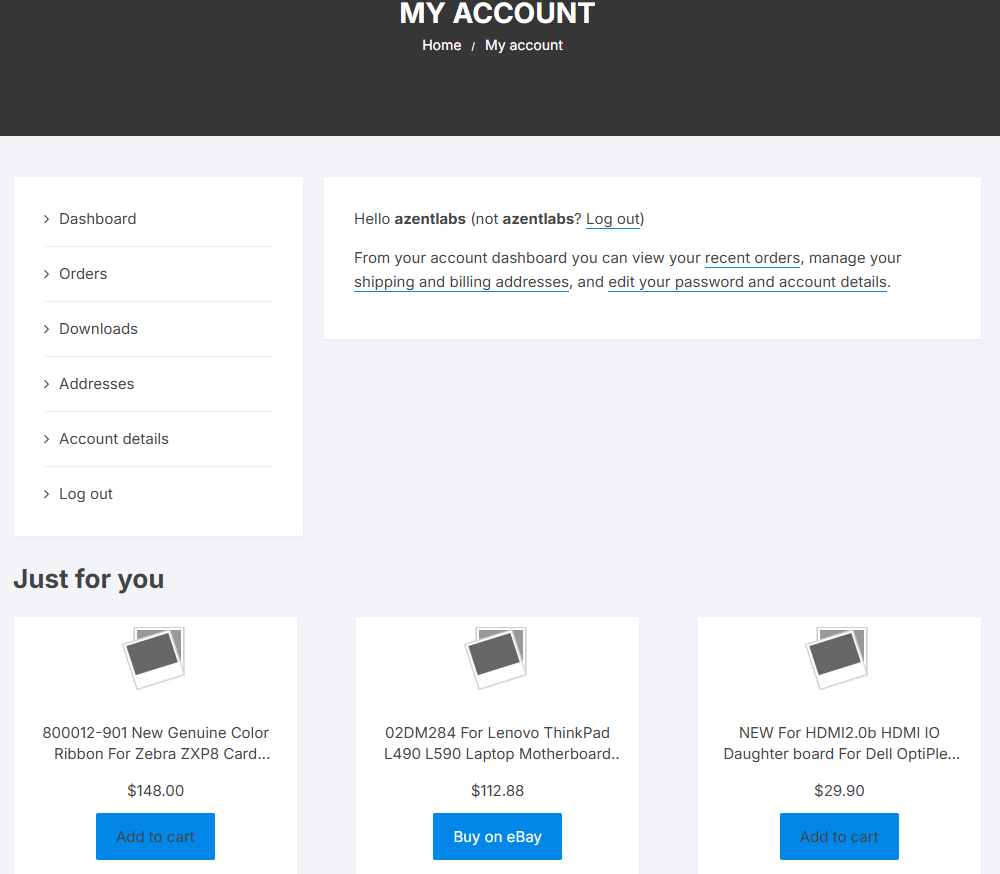 MY ACCOUNT
Home / My account
Dashboard
Orders
Downloads
Addresses
Account details
Log out
Hello azentlabs (not azentlabs? Log out)
From your account dashboard you can view your recent orders, manage your
shipping and billing addresses, and edit your password and account details.
Just for you
800012-901 New Genuine Color
Ribbon For Zebra ZXP8 Card...
$148.00
Add to cart
02DM284 For Lenovo ThinkPad
L490 L590 Laptop Motherboard..
$112.88
Buy on eBay
NEW For HDMI2.0b HDMI IO
Daughter board For Dell OptiPle...
$29.90
Add to cart